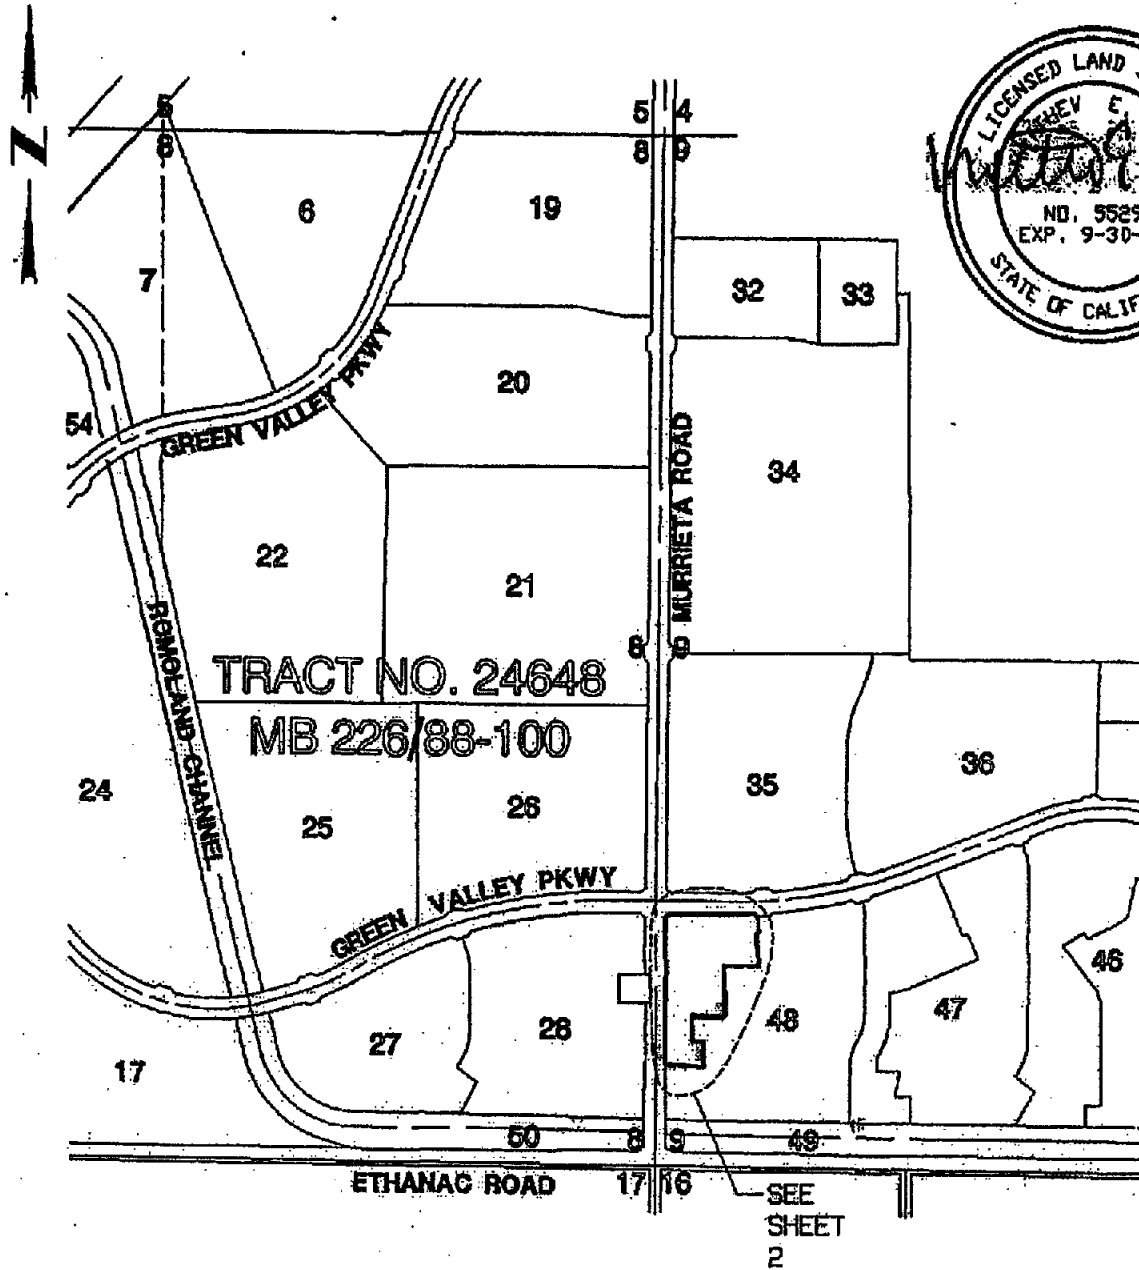 N
LICENSED LAND
E.
NO. 5529
EXP. 9-30-
STATE OF CALIF
5
8
5 4
8 9
6
19
7
32
33
GREEN VALLEY PKWY
20
54
MURRIETA ROAD
34
22
21
8 9
ROMOLAND CHANNEL
TRACT NO. 24648
MB 226/88-100
24
25
26
35
36
GREEN VALLEY PKWY
46
47
48
28
27
17
50
8 9
49
ETHANAC ROAD
17 16
SEE
SHEET
2